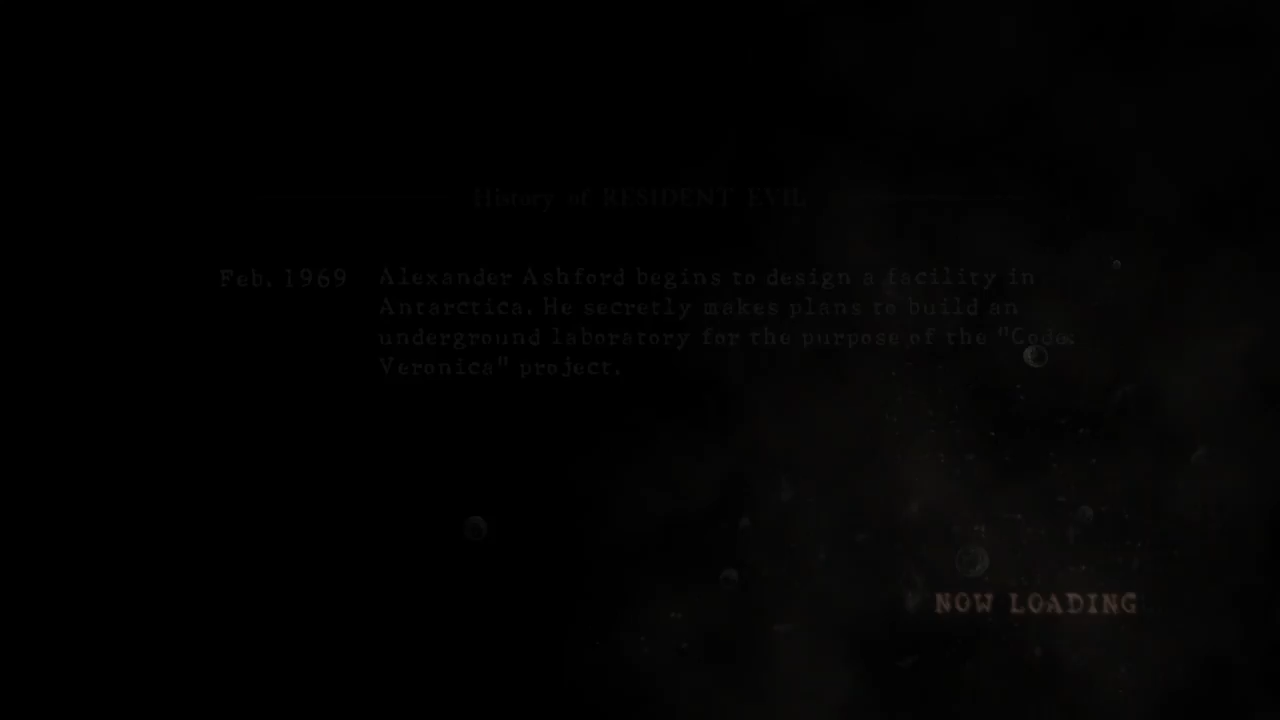 History of RESIDENT EVIL
Feb. 1969 Alexander Ashford begins to design a facility in
Antarctica. He secretly makes plans to build an
underground laboratory for the purpose of the "Code:
Veronica" project.
NOW LOADING